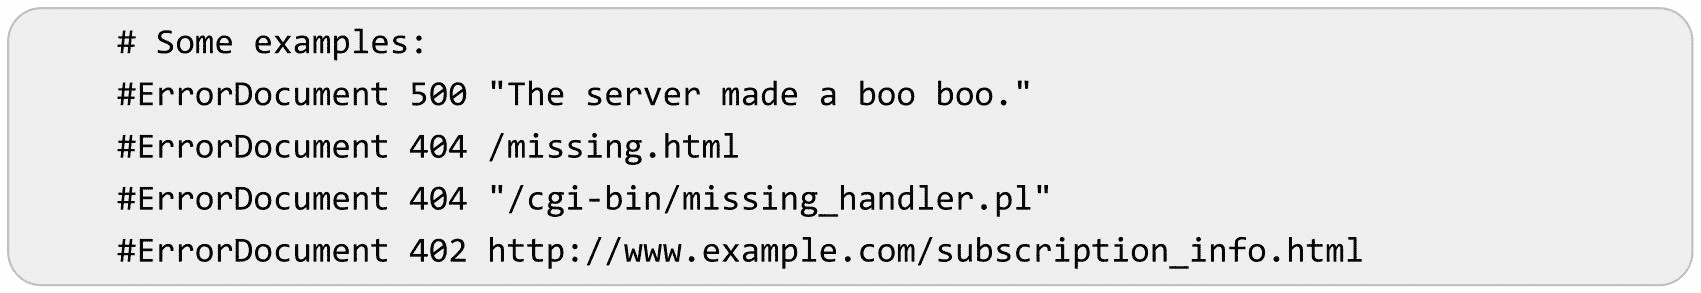 # Some examples:
#ErrorDocument 500 "The server made a boo boo."
#ErrorDocument 404 /missing.html
#ErrorDocument 404 "/cgi-bin/missing_handler.pl"
#ErrorDocument 402 http://www.example.com/subscription_info.html